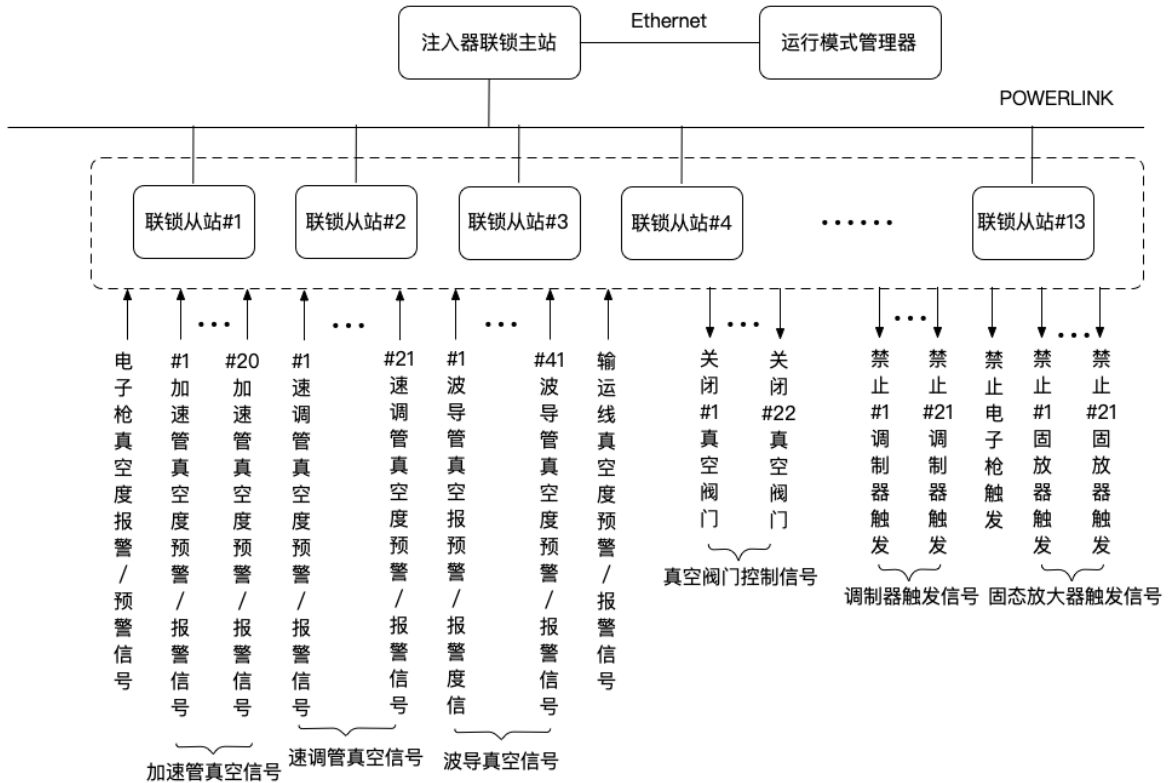 Ethernet
注入器联锁主站
运行模式管理器
POWERLINK
联锁从站#1
联锁从站#2
联锁从站#3
联锁从站#4
······
联锁从站#13
电子枪真空度报警/预警信号
#1加速管真空度预警/报警信号
...
#20加速管真空度预警/报警信号
#1速调管真空度预警/报警信号
...
#21速调管真空度预警/报警信号
#1波导管真空报预警/报警度信
...
#41波导管真空度预警/报警信号
输运线真空度预警/报警信号
关闭#1真空阀门
...
关闭#22真空阀门
禁止#1调制器触发
...
禁止#21调制器触发
禁止电子枪触发
禁止#1固放器触发
...
禁止#21固放器触发
加速管真空信号
速调管真空信号
波导真空信号
真空阀门控制信号
调制器触发信号
固态放大器触发信号